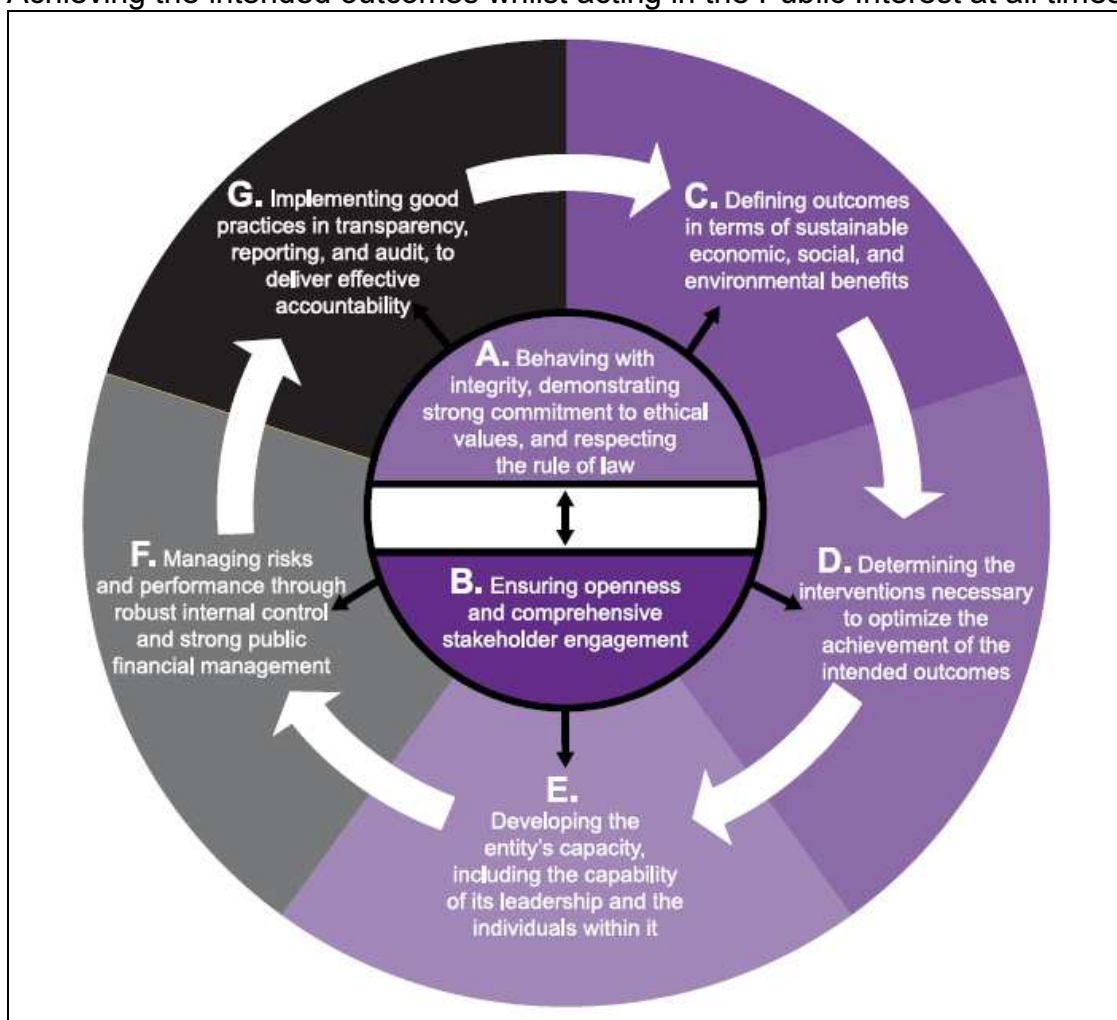 Achieving the intended outcomes whilst acting in the Public Interest at all times
G. Implementing good
practices in transparency,
reporting, and audit, to
deliver effective
accountability
C. Defining outcomes
in terms of sustainable
economic, social, and
environmental benefits
A. Behaving with
integrity, demonstrating
strong commitment to ethical
values, and respecting
the rule of law
B. Ensuring openness
and comprehensive
stakeholder engagement
F. Managing risks
and performance through
robust internal control
and strong public
financial management
D. Determining the
interventions necessary
to optimize the
achievement of the
intended outcomes
E.
Developing the
entity's capacity,
including the capability
of its leadership and the
individuals within it